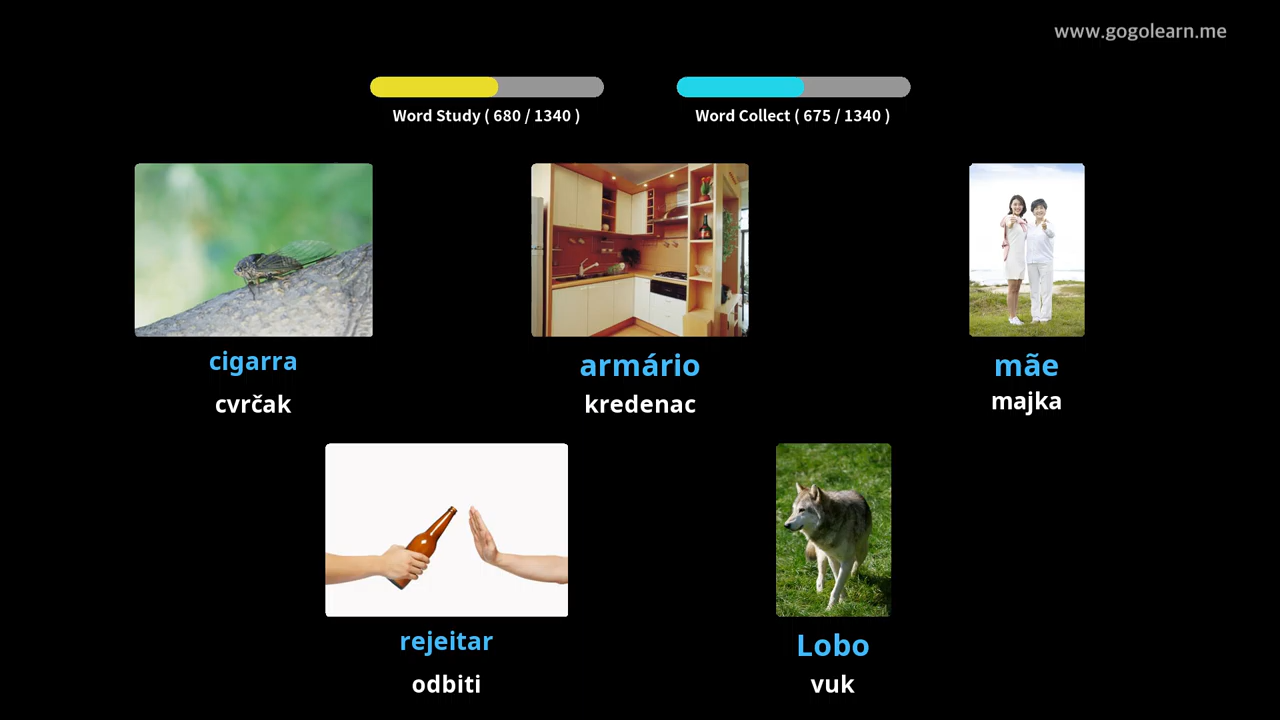 www.gogolearn.me
Word Study ( 680 / 1340 )
Word Collect ( 675 / 1340 )
cigarra
cvrčak
armário
kredenac
mãe
majka
rejeitar
odbiti
Lobo
vuk